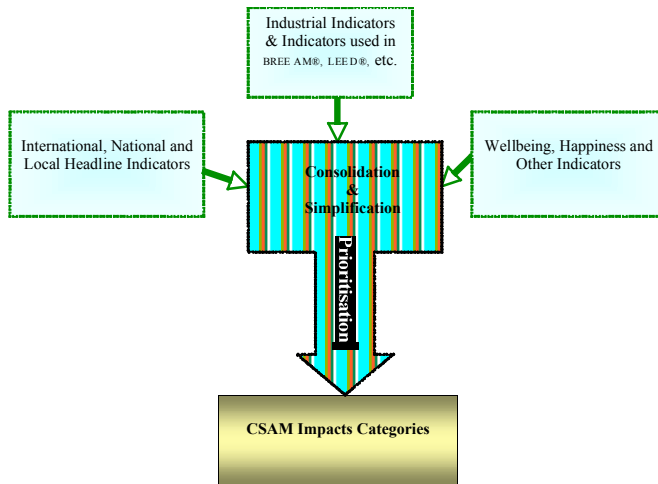 Industrial Indicators
& Indicators used in
BREE AM®, LEED®, etc.
International, National and
Local Headline Indicators
Wellbeing, Happiness and
Other Indicators
Consolidation
&
Simplification
Prioritisation
CSAM Impacts Categories